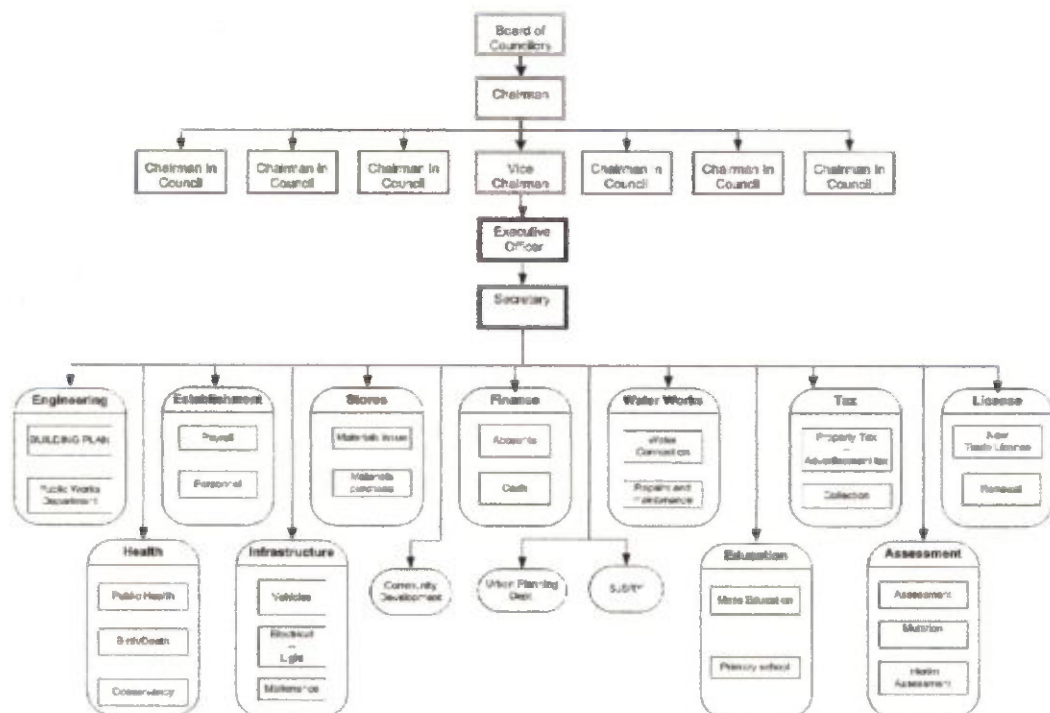 Board of
Councillors
Chairman
Chairman In
Council
Chairman In
Council
Chairman In
Council
Vice
Chairman
Chairman In
Council
Chairman In
Council
Chairman In
Council
Executive
Officer
Secretary
Engineering
BUILDING PLAN
Public Works
Department
Establishment
Payroll
Personnel
Stores
Materials Issue
Materials
purchase
Finance
Accounts
Cash
Water Works
Water
Connection
Repairs and
maintenance
Tax
Property Tax
Advertisement tax
Collection
License
New
Trade License
Renewal
Health
Public Health
Birth/Death
Conservancy
Infrastructure
Vehicles
Electrical
Light
Community
Development
Urban Planning
Dept.
SJSRY
Education
Mass Education
Primary school
Assessment
Assessment
Mutation
Interim
Assessment